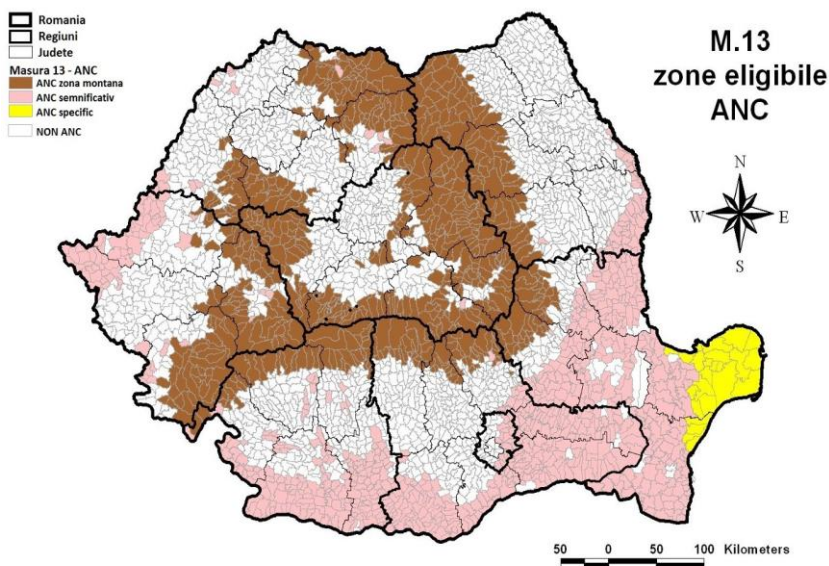 Romania
Regiuni
Judete
Masura 13 - ANC
ANC zona montana
ANC semnificativ
ANC specific
NON ANC
M.13
zone eligibile
ANC
N
W E
S
50 0 50 100 Kilometers